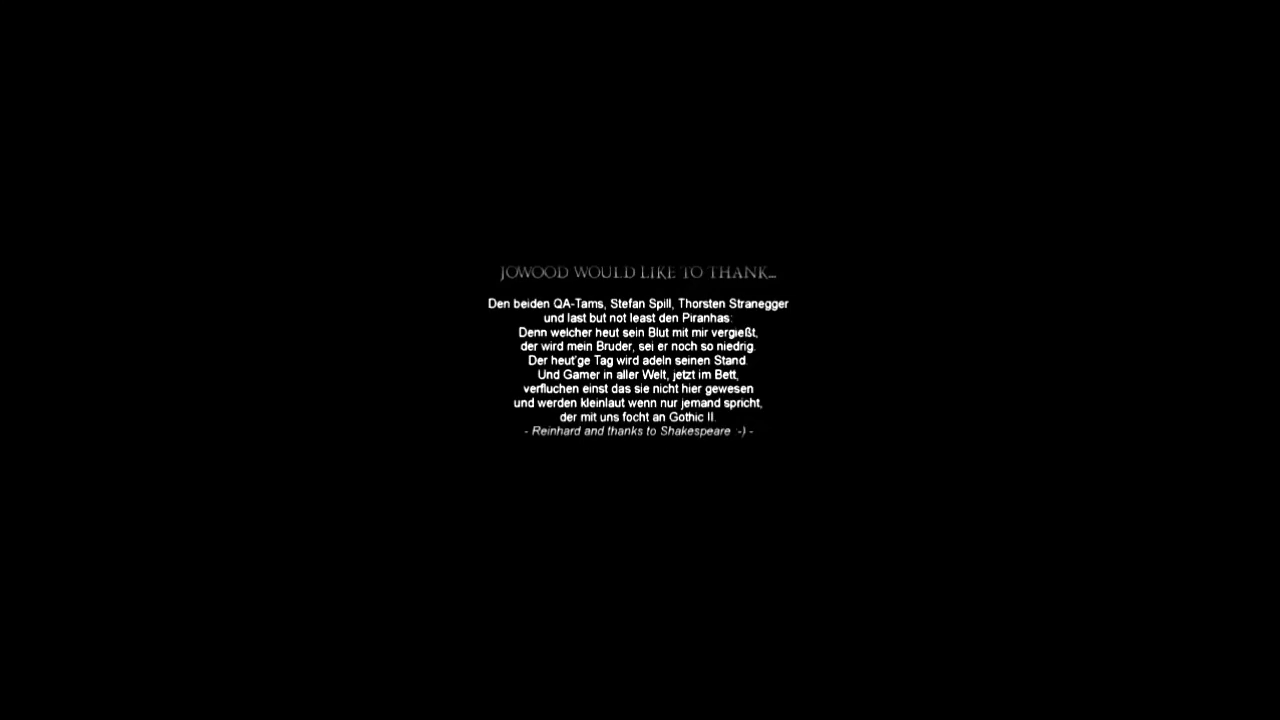 JOWOOD WOULD LIKE TO THANK...
Den beiden QA-Tams, Stefan Spill, Thorsten Stranegger
und last but not least den Piranhas:
Denn welcher heut sein Blut mit mir vergießt,
der wird mein Bruder, sei er noch so niedrig.
Der heut'ge Tag wird adeln seinen Stand.
Und Gamer in aller Welt, jetzt im Bett,
verfluchen einst das sie nicht hier gewesen
und werden kleinlaut wenn nur jemand spricht,
der mit uns focht an Gothic II.
- Reinhard and thanks to Shakespeare :-) -